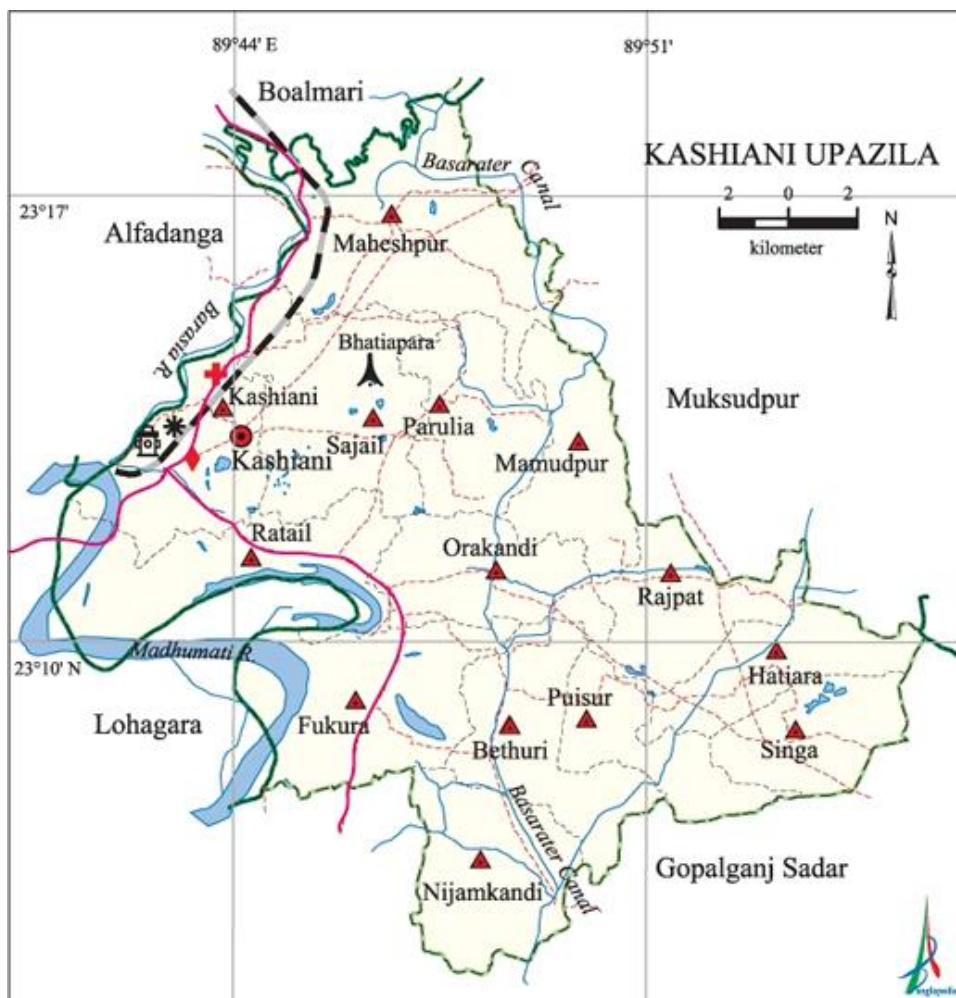 89°44' E
89°51'
Boalmari
KASHIANI UPAZILA
Basarater Canal
2 0 2
kilometer
N
23°17'
Alfadanga
Maheshpur
Barasia R.
Bhatiapara
Kashiani
Sajail
Parulia
Muksudpur
Kashiani
Mamudpur
Ratail
Orakandi
Rajpat
23°10' N
Madhumati R.
Hatiara
Lohagara
Fukura
Puisur
Bethuri
Singa
Basarater Canal
Gopalganj Sadar
Nijamkandi